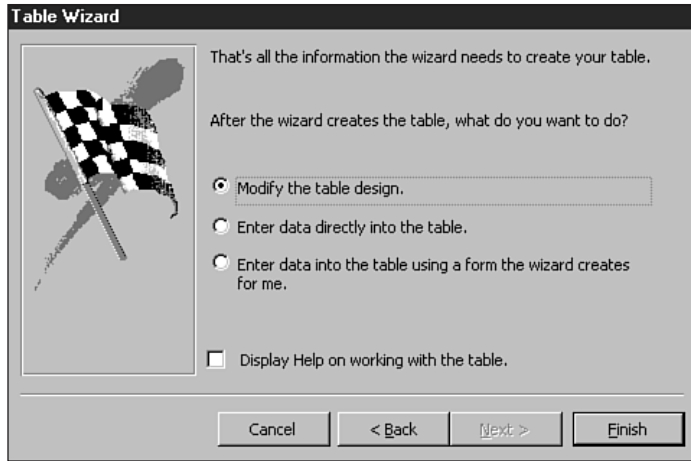 Table Wizard
That's all the information the wizard needs to create your table.
After the wizard creates the table, what do you want to do?
Modify the table design.
Enter data directly into the table.
Enter data into the table using a form the wizard creates
for me.
Display Help on working with the table.
Cancel
< Back
Next >
Finish